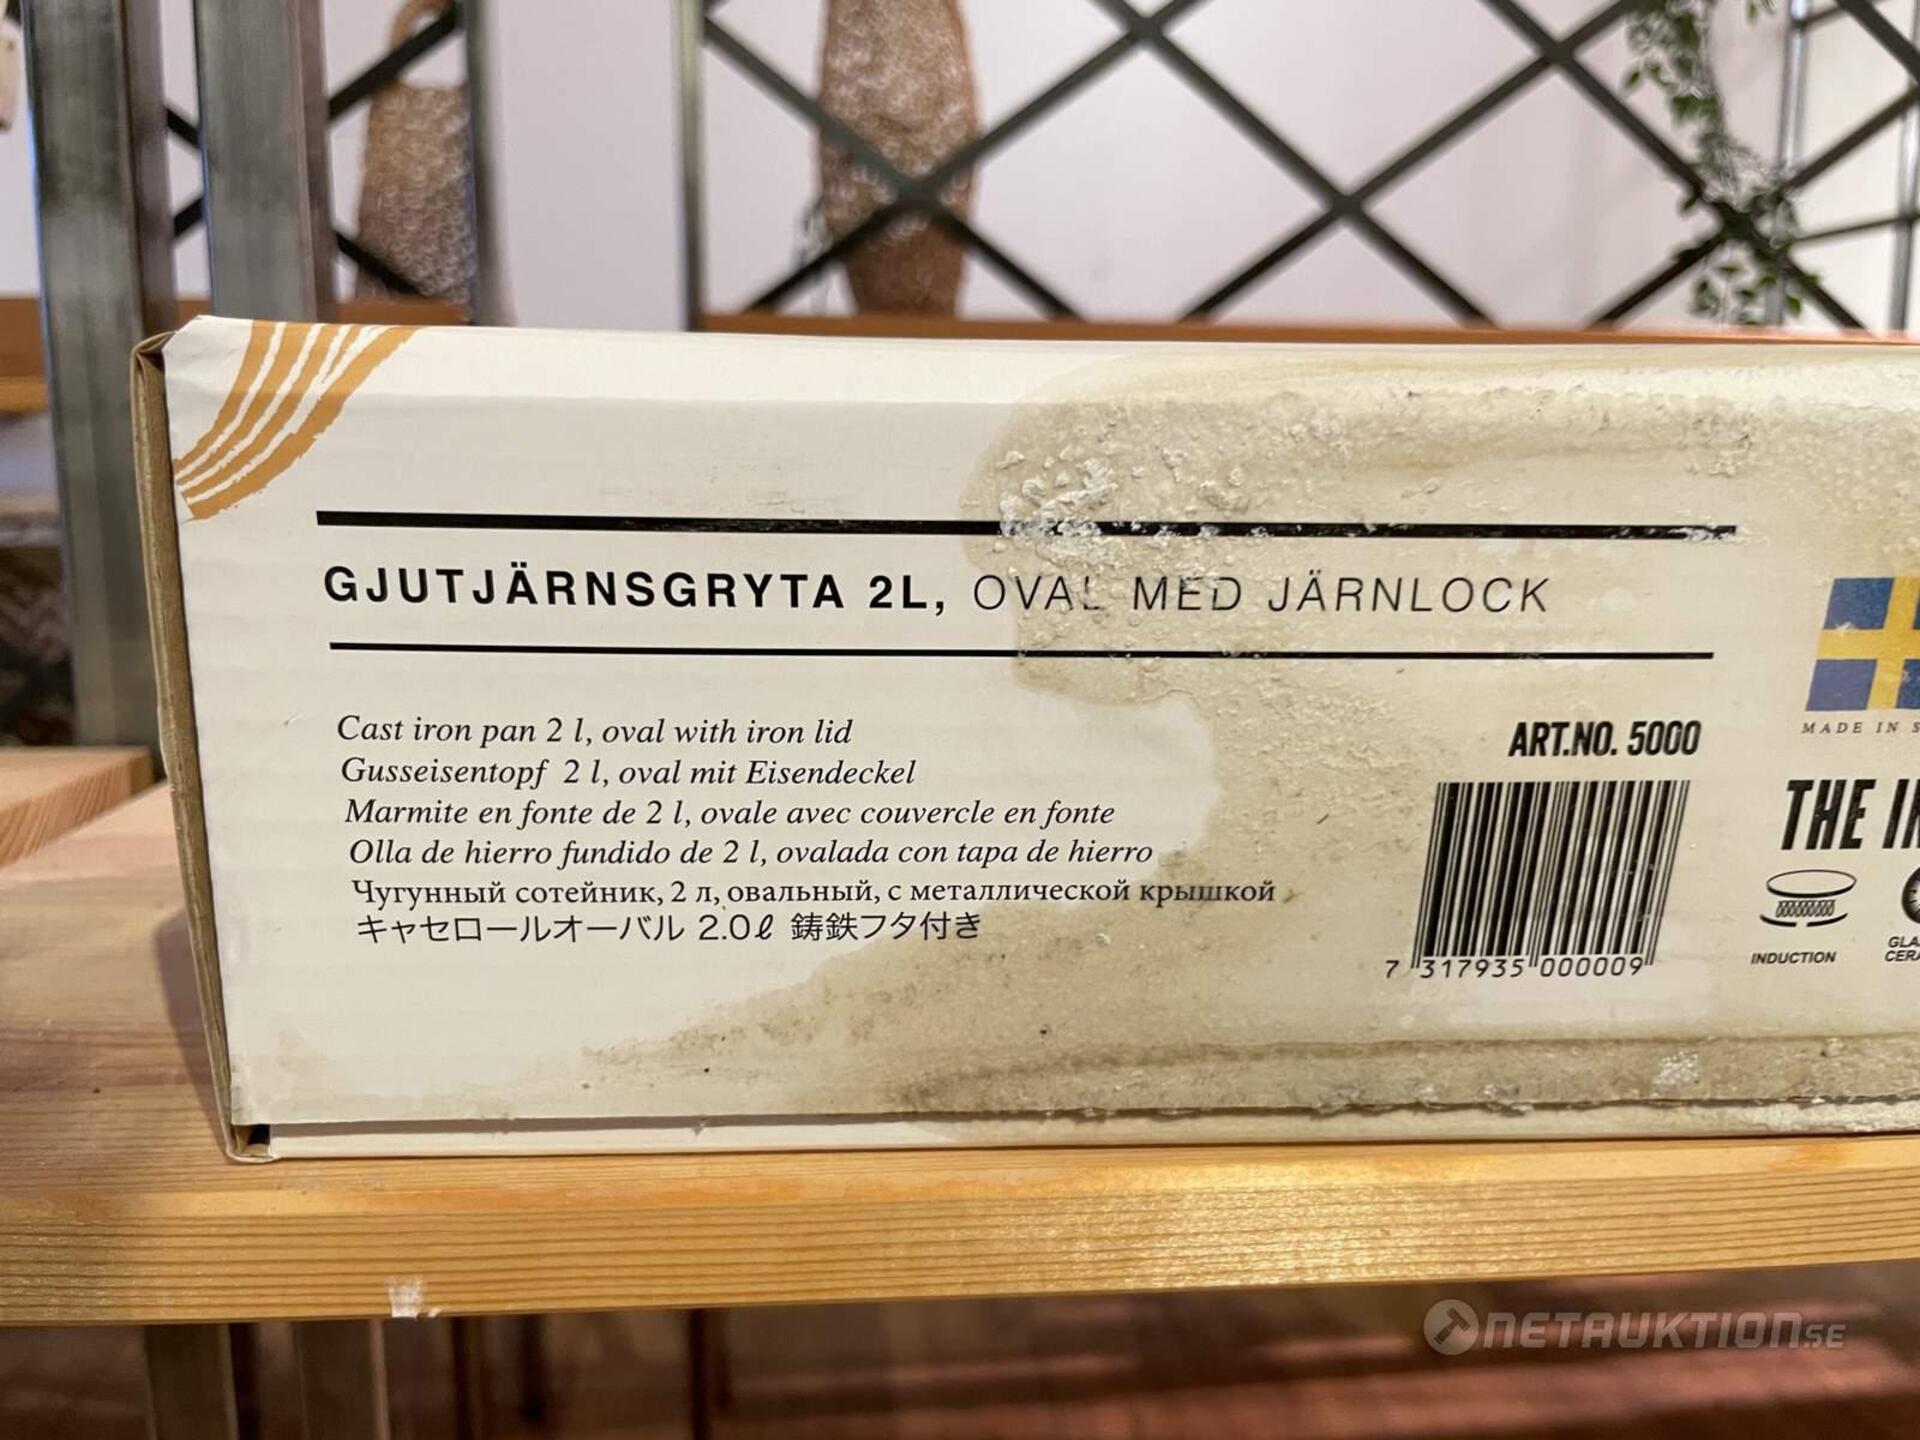 GJUTJÄRNSGRYTA 2L, OVAL MED JÄRNLOCK
Cast iron pan 2 l, oval with iron lid
Gusseisentopf 2 l, oval mit Eisendeckel
Marmite en fonte de 2 l, ovale avec couvercle en fonte
Olla de hierro fundido de 2 l, ovalada con tapa de hierro
Чугунный сотейник, 2 л, овальный, с металлической крышкой
キャセロールオーバル 2.0ℓ 鋳鉄フタ付き
ART.NO. 5000
7 317935 000009
MADE IN
THE
INDUCTION
NETAUKTION.SE